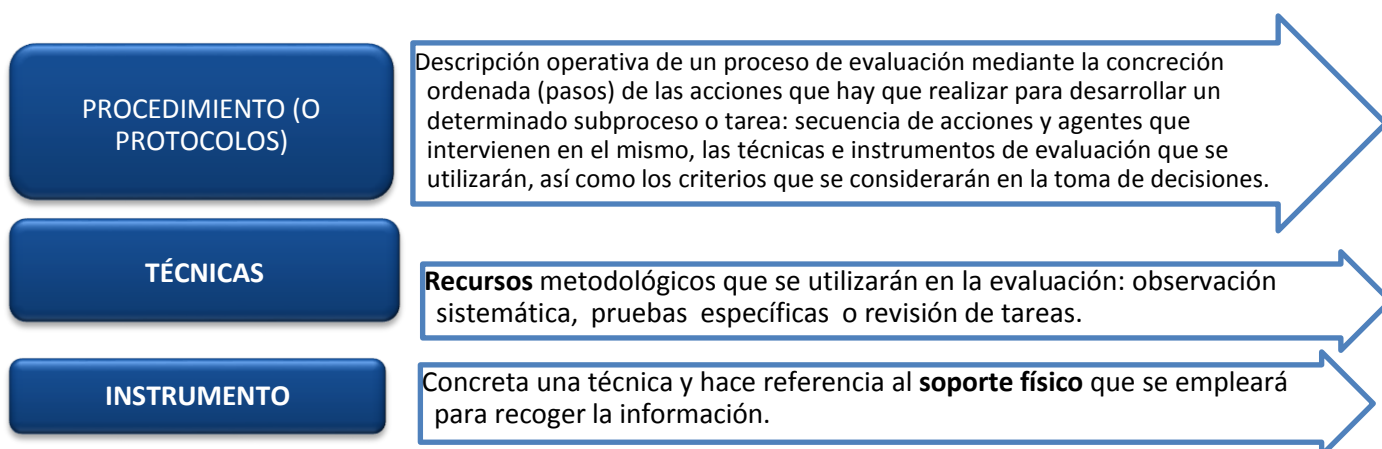 PROCEDIMIENTO (O
PROTOCOLOS)
Descripción operativa de un proceso de evaluación mediante la concreción
ordenada (pasos) de las acciones que hay que realizar para desarrollar un
determinado subproceso o tarea: secuencia de acciones y agentes que
intervienen en el mismo, las técnicas e instrumentos de evaluación que se
utilizarán, así como los criterios que se considerarán en la toma de decisiones.
TÉCNICAS
Recursos metodológicos que se utilizarán en la evaluación: observación
sistemática, pruebas específicas o revisión de tareas.
INSTRUMENTO
Concreta una técnica y hace referencia al soporte físico que se empleará
para recoger la información.